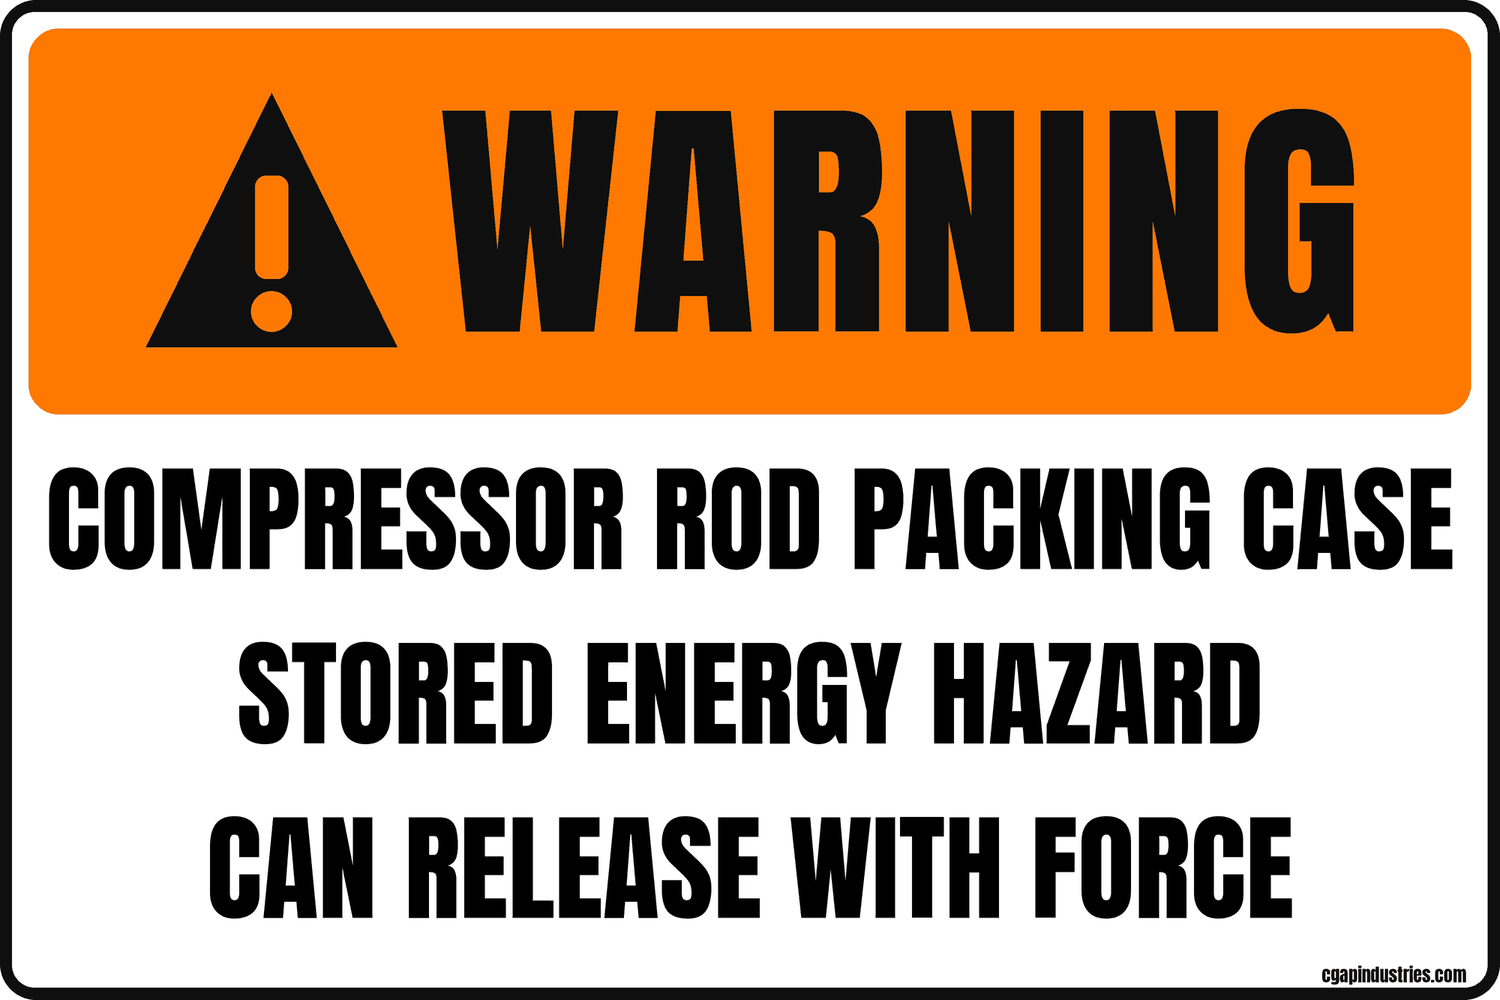 WARNING
COMPRESSOR ROD PACKING CASE
STORED ENERGY HAZARD
CAN RELEASE WITH FORCE
cgapindustries.com